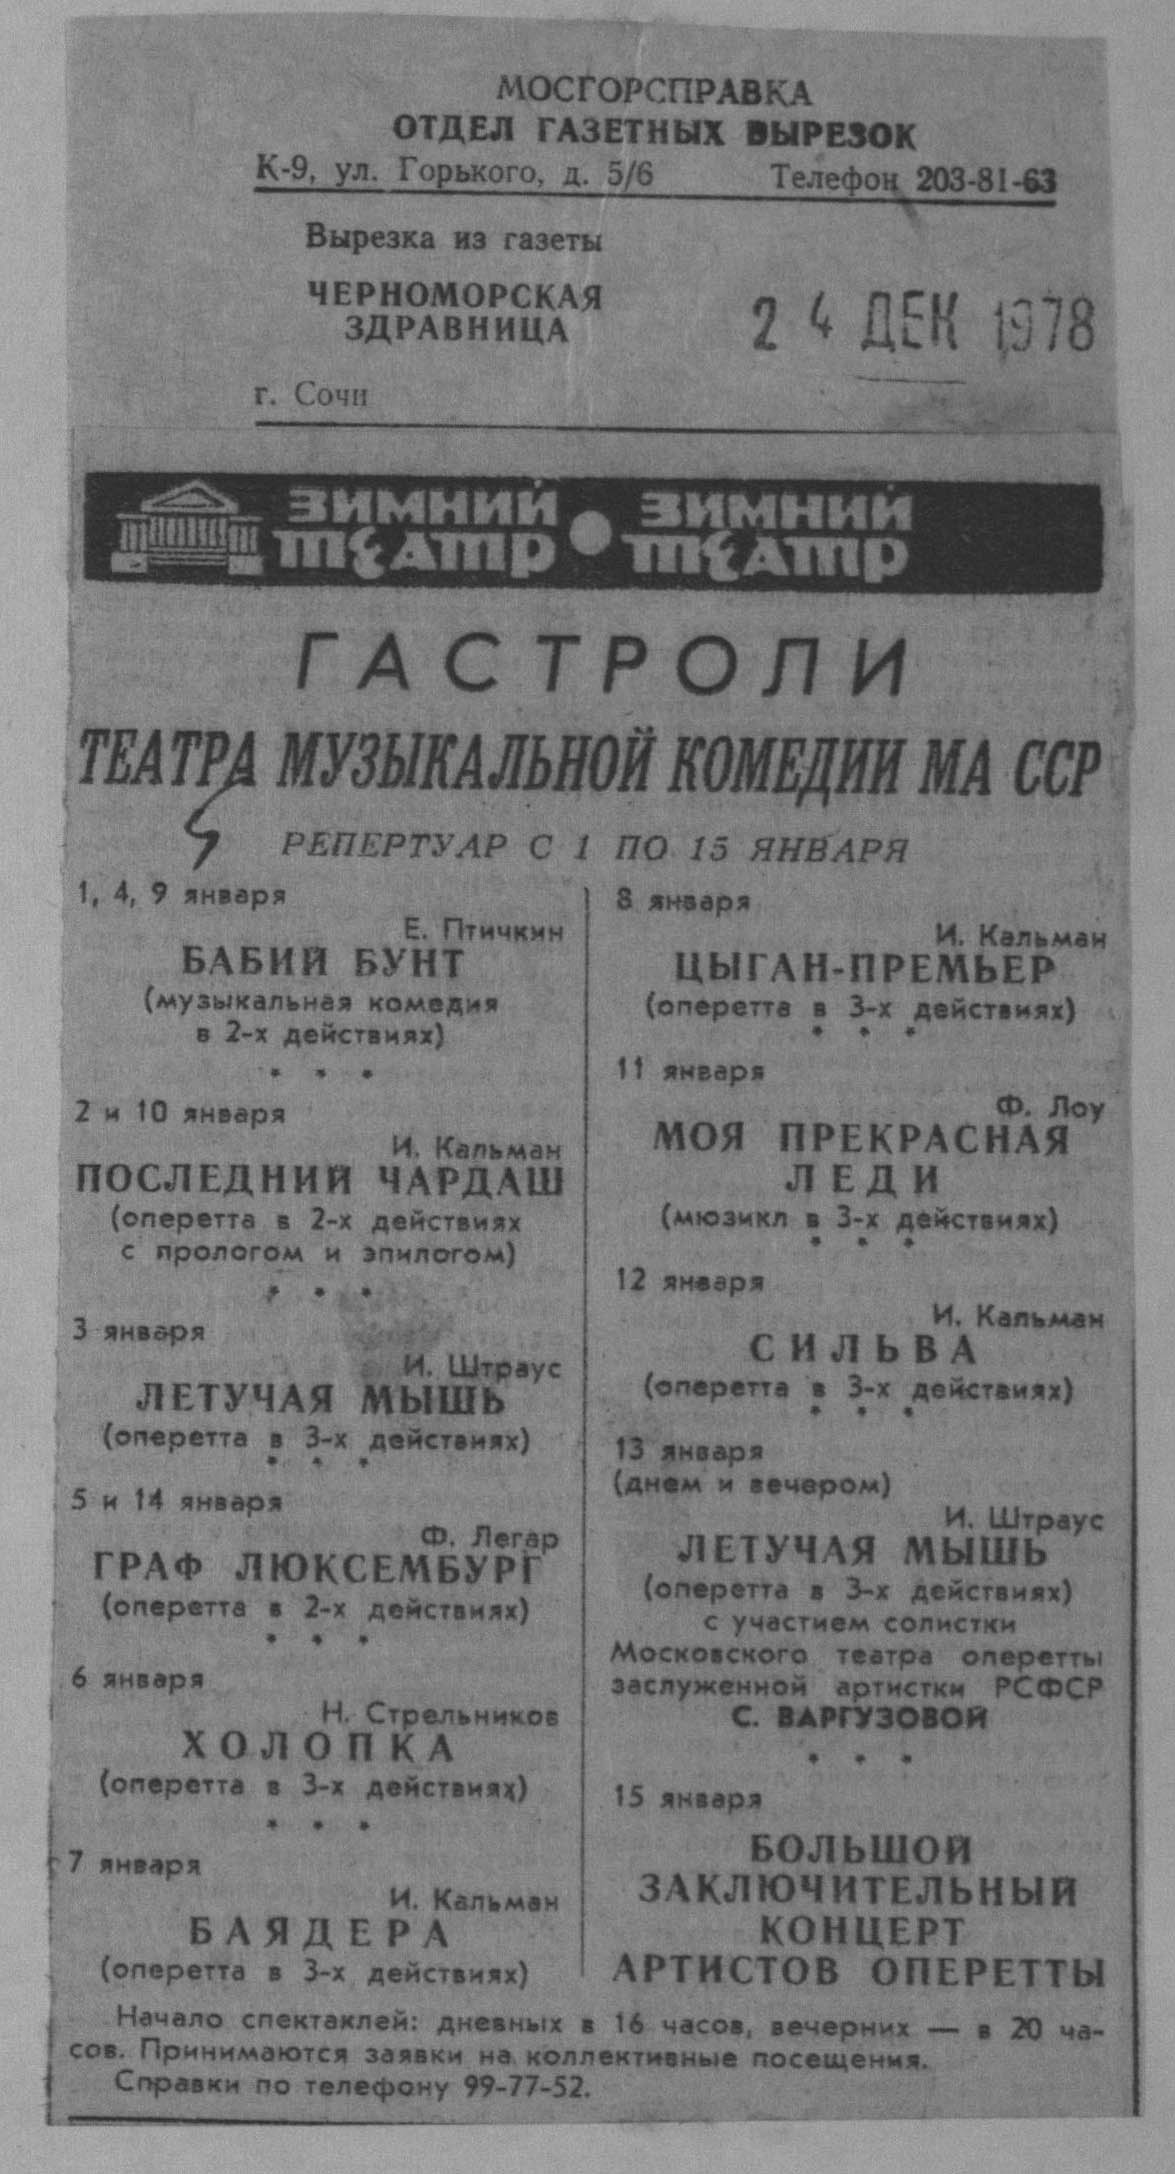 МОСГОРСПРАВКА
ОТДЕЛ ГАЗЕТНЫХ ВЫРЕЗОК
К-9, ул. Горького, д. 5/6 Телефон 203-81-63
Вырезка из газеты
ЧЕРНОМОРСКАЯ
ЗДРАВНИЦА
24 ДЕК 1978
г. Сочи
ЗИМНИЙ ТЕАТР • ЗИМНИЙ ТЕАТР
ГАСТРОЛИ
ТЕАТРА МУЗЫКАЛЬНОЙ КОМЕДИИ МА ССР
РЕПЕРТУАР С 1 ПО 15 ЯНВАРЯ
1, 4, 9 января
Е. Птичкин
БАБИЙ БУНТ
(музыкальная комедия
в 2-х действиях)
* * *
2 и 10 января
И. Кальман
ПОСЛЕДНИЙ ЧАРДАШ
(оперетта в 2-х действиях
с прологом и эпилогом)
* * *
3 января
И. Штраус
ЛЕТУЧАЯ МЫШЬ
(оперетта в 3-х действиях)
* * *
5 и 14 января
Ф. Легар
ГРАФ ЛЮКСЕМБУРГ
(оперетта в 2-х действиях)
* * *
6 января
Н. Стрельников
ХОЛОПКА
(оперетта в 3-х действиях)
* * *
7 января
И. Кальман
БАЯДЕРА
(оперетта в 3-х действиях)
8 января
И. Кальман
ЦЫГАН-ПРЕМЬЕР
(оперетта в 3-х действиях)
* * *
11 января
Ф. Лоу
МОЯ ПРЕКРАСНАЯ
ЛЕДИ
(мюзикл в 3-х действиях)
* * *
12 января
И. Кальман
СИЛЬВА
(оперетта в 3-х действиях)
* * *
13 января
(днем и вечером)
И. Штраус
ЛЕТУЧАЯ МЫШЬ
(оперетта в 3-х действиях)
с участием солистки
Московского театра оперетты
заслуженной артистки РСФСР
С. ВАРГУЗОВОЙ
* * *
15 января
БОЛЬШОЙ
ЗАКЛЮЧИТЕЛЬНЫЙ
КОНЦЕРТ
АРТИСТОВ ОПЕРЕТТЫ
Начало спектаклей: дневных в 16 часов, вечерних — в 20 ча-
сов. Принимаются заявки на коллективные посещения.
Справки по телефону 99-77-52.